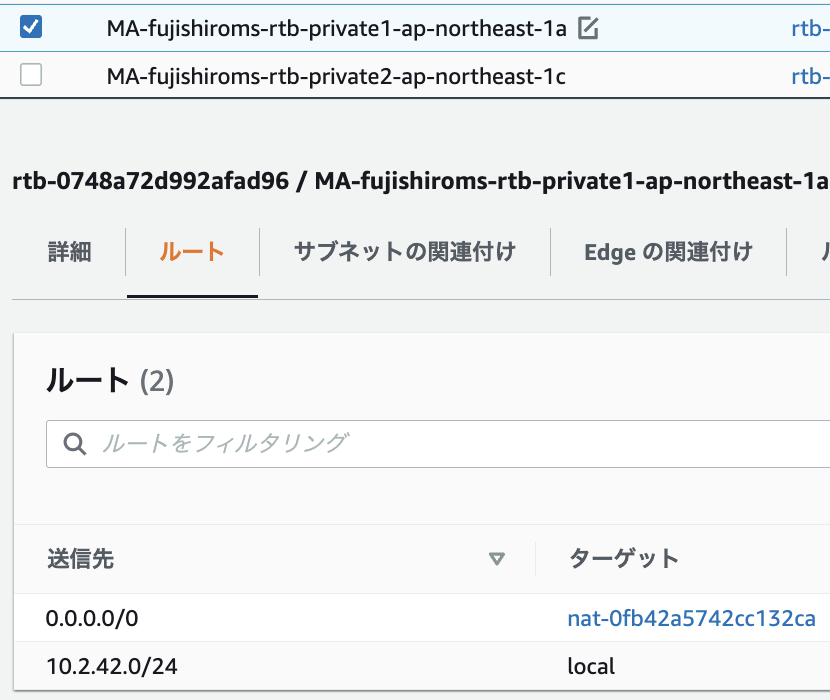 MA-fujishiroms-rtb-private1-ap-northeast-1a rtb-
MA-fujishiroms-rtb-private2-ap-northeast-1c rtb-
rtb-0748a72d992afad96 / MA-fujishiroms-rtb-private1-ap-northeast-1a
詳細 ルート サブネットの関連付け Edge の関連付け
ルート (2)
ルートをフィルタリング
送信先 ターゲット
0.0.0.0/0 nat-0fb42a5742cc132ca
10.2.42.0/24 local